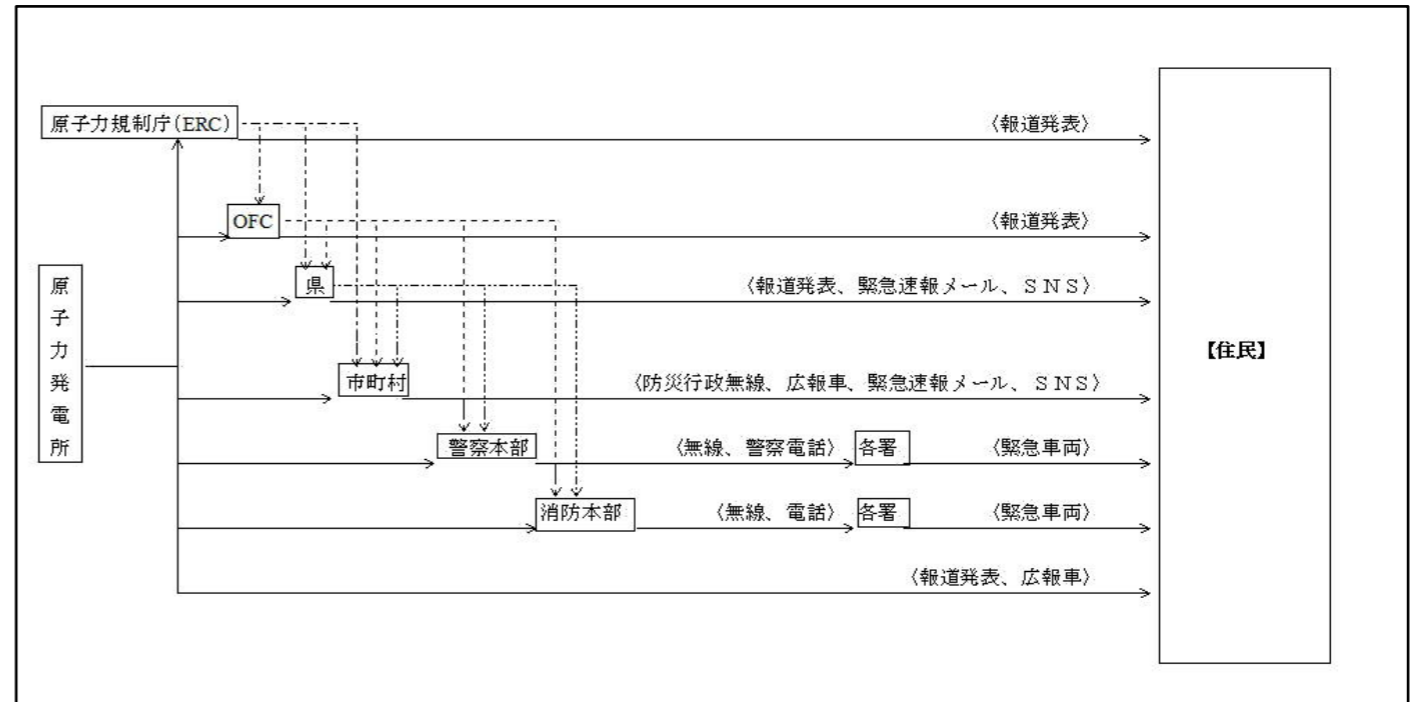 原子力規制庁(ERC)
〈報道発表〉
OFC
〈報道発表〉
県
〈報道発表、緊急速報メール、ＳＮＳ〉
原子力発電所
【住民】
市町村
〈防災行政無線、広報車、緊急速報メール、ＳＮＳ〉
警察本部
〈無線、警察電話〉
各署
〈緊急車両〉
消防本部
〈無線、電話〉
各署
〈緊急車両〉
〈報道発表、広報車〉